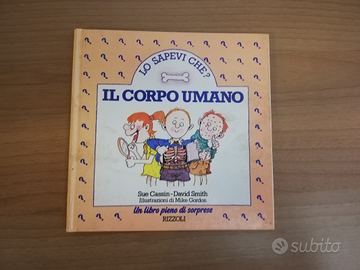 LO SAPEVI CHE?
IL CORPO UMANO
Sue Cassin - David Smith
Illustrazioni di Mike Gordon
Un libro pieno di sorprese
RIZZOLI
subito